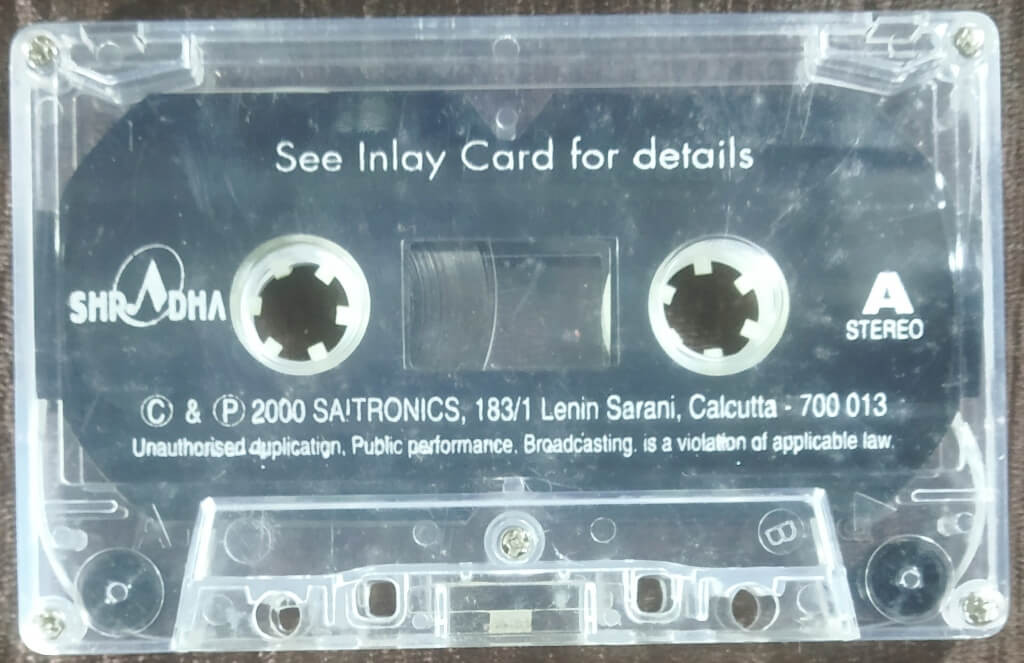 See Inlay Card for details
SHRADHA
A
STEREO
© & ℗ 2000 SAITRONICS, 183/1 Lenin Sarani, Calcutta - 700 013
Unauthorised duplication, Public performance, Broadcasting, is a violation of applicable law.
B